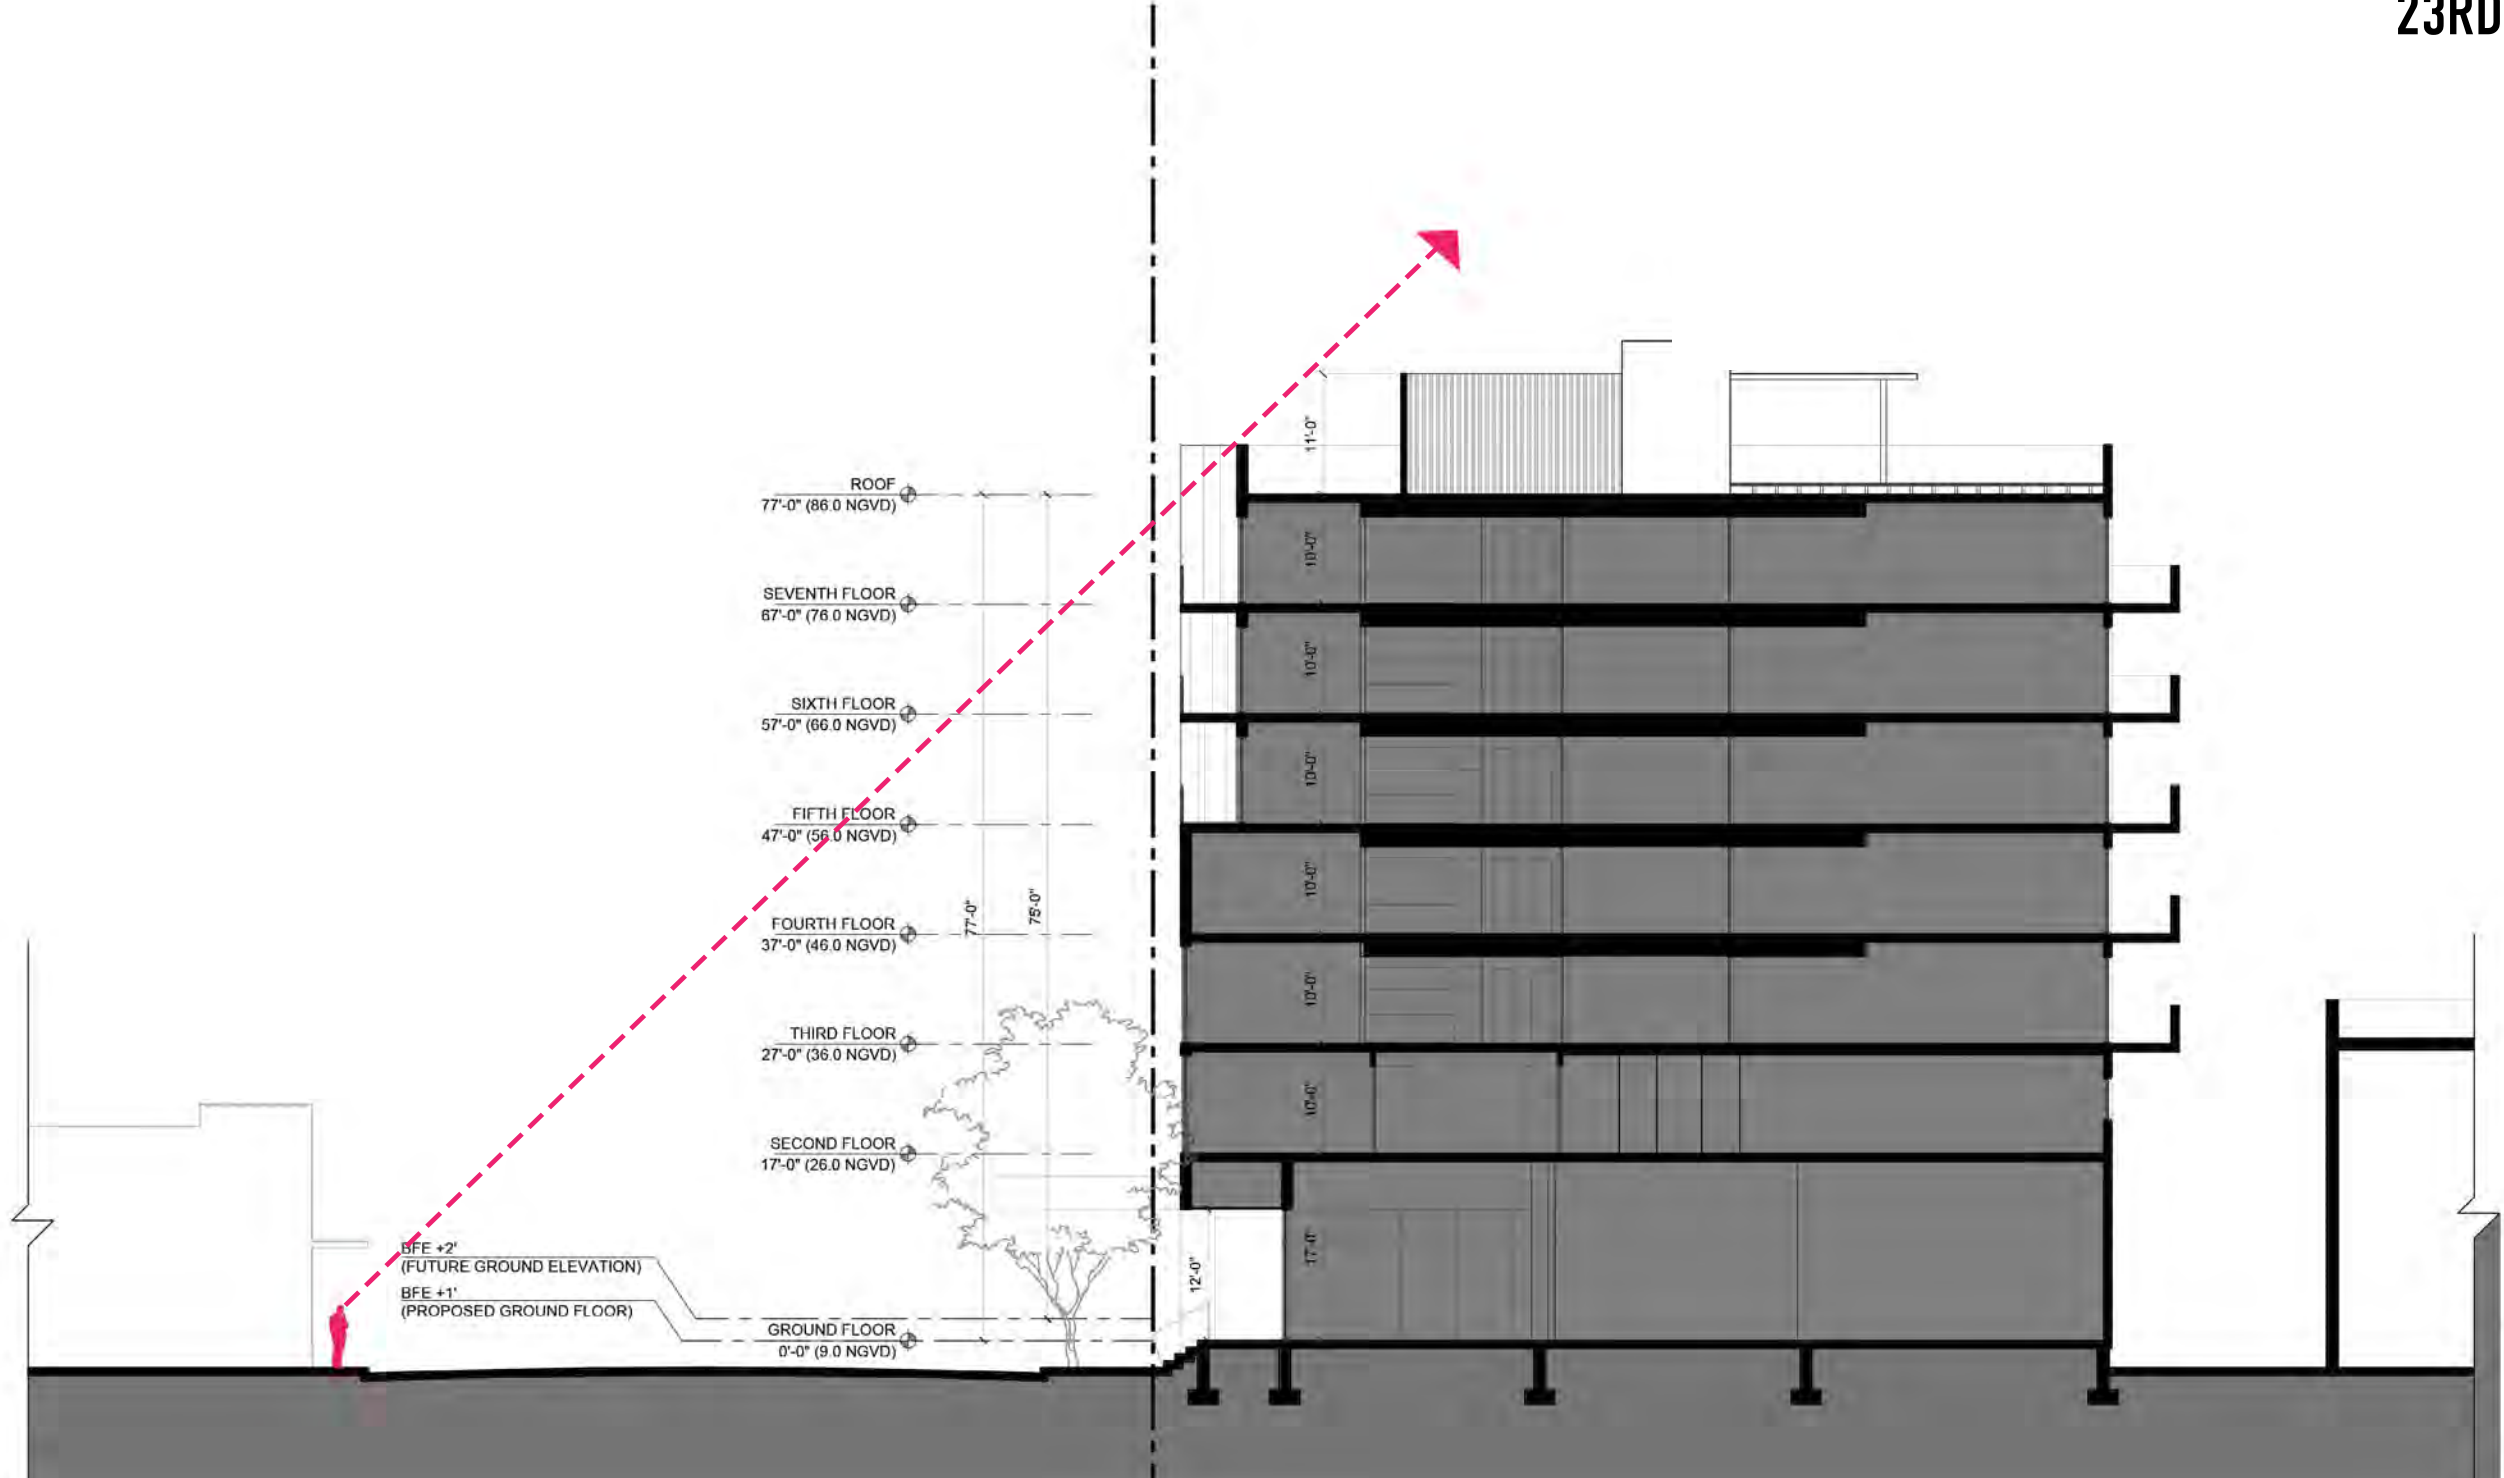 23RD
11'-0"
ROOF
77'-0" (86.0 NGVD)
10'-0"
SEVENTH FLOOR
67'-0" (76.0 NGVD)
10'-0"
SIXTH FLOOR
57'-0" (66.0 NGVD)
10'-0"
FIFTH FLOOR
47'-0" (56.0 NGVD)
10'-0"
77'-0"
75'-0"
FOURTH FLOOR
37'-0" (46.0 NGVD)
10'-0"
THIRD FLOOR
27'-0" (36.0 NGVD)
10'-0"
SECOND FLOOR
17'-0" (26.0 NGVD)
17'-0"
12'-0"
BFE +2'
(FUTURE GROUND ELEVATION)
BFE +1'
(PROPOSED GROUND FLOOR)
GROUND FLOOR
0'-0" (9.0 NGVD)